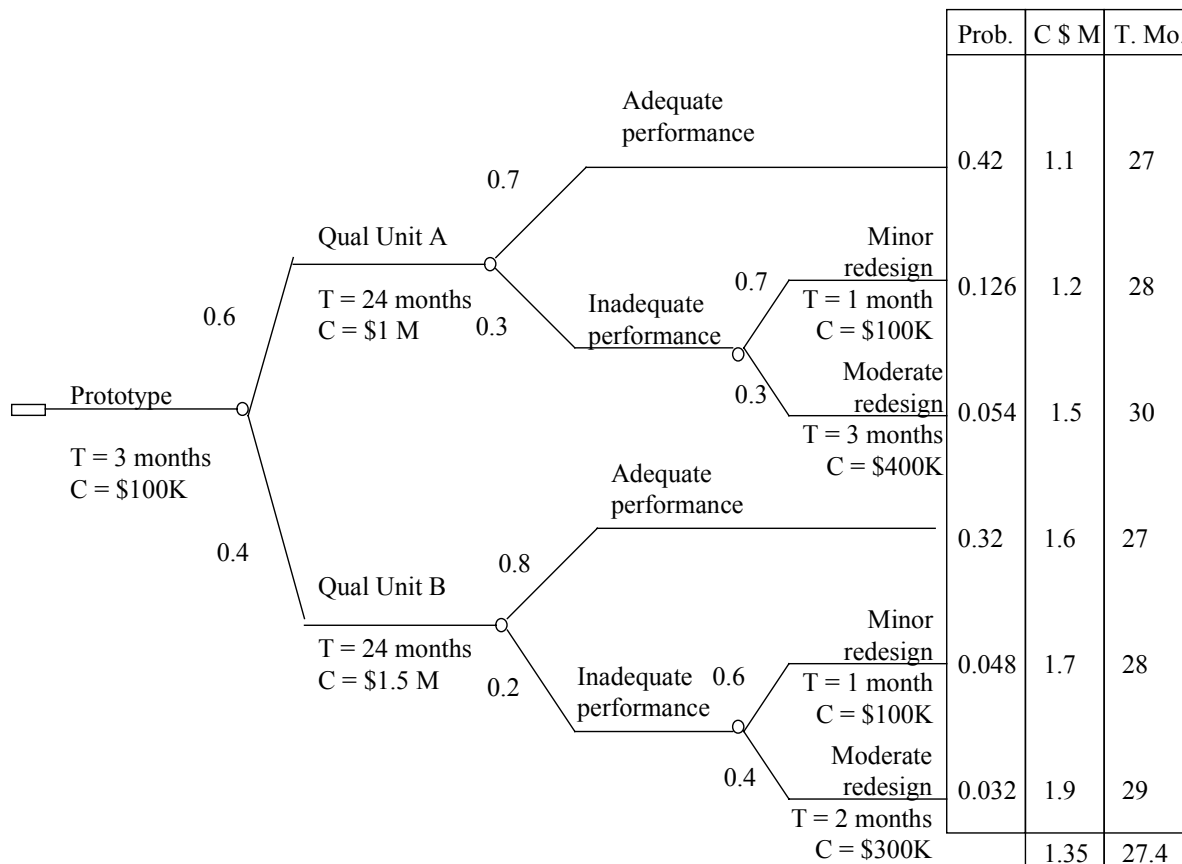 Prob. C $ M T. Mo.
Adequate
performance
0.42 1.1 27
0.7
Qual Unit A
T = 24 months
C = $1 M
0.6
0.3
Inadequate
performance
0.7
Minor
redesign
T = 1 month
C = $100K
0.126 1.2 28
0.3
Moderate
redesign
T = 3 months
C = $400K
0.054 1.5 30
Prototype
T = 3 months
C = $100K
Adequate
performance
0.32 1.6 27
0.4
0.8
Qual Unit B
T = 24 months
C = $1.5 M
0.2
Inadequate
performance
0.6
Minor
redesign
T = 1 month
C = $100K
0.048 1.7 28
0.4
Moderate
redesign
T = 2 months
C = $300K
0.032 1.9 29
1.35 27.4